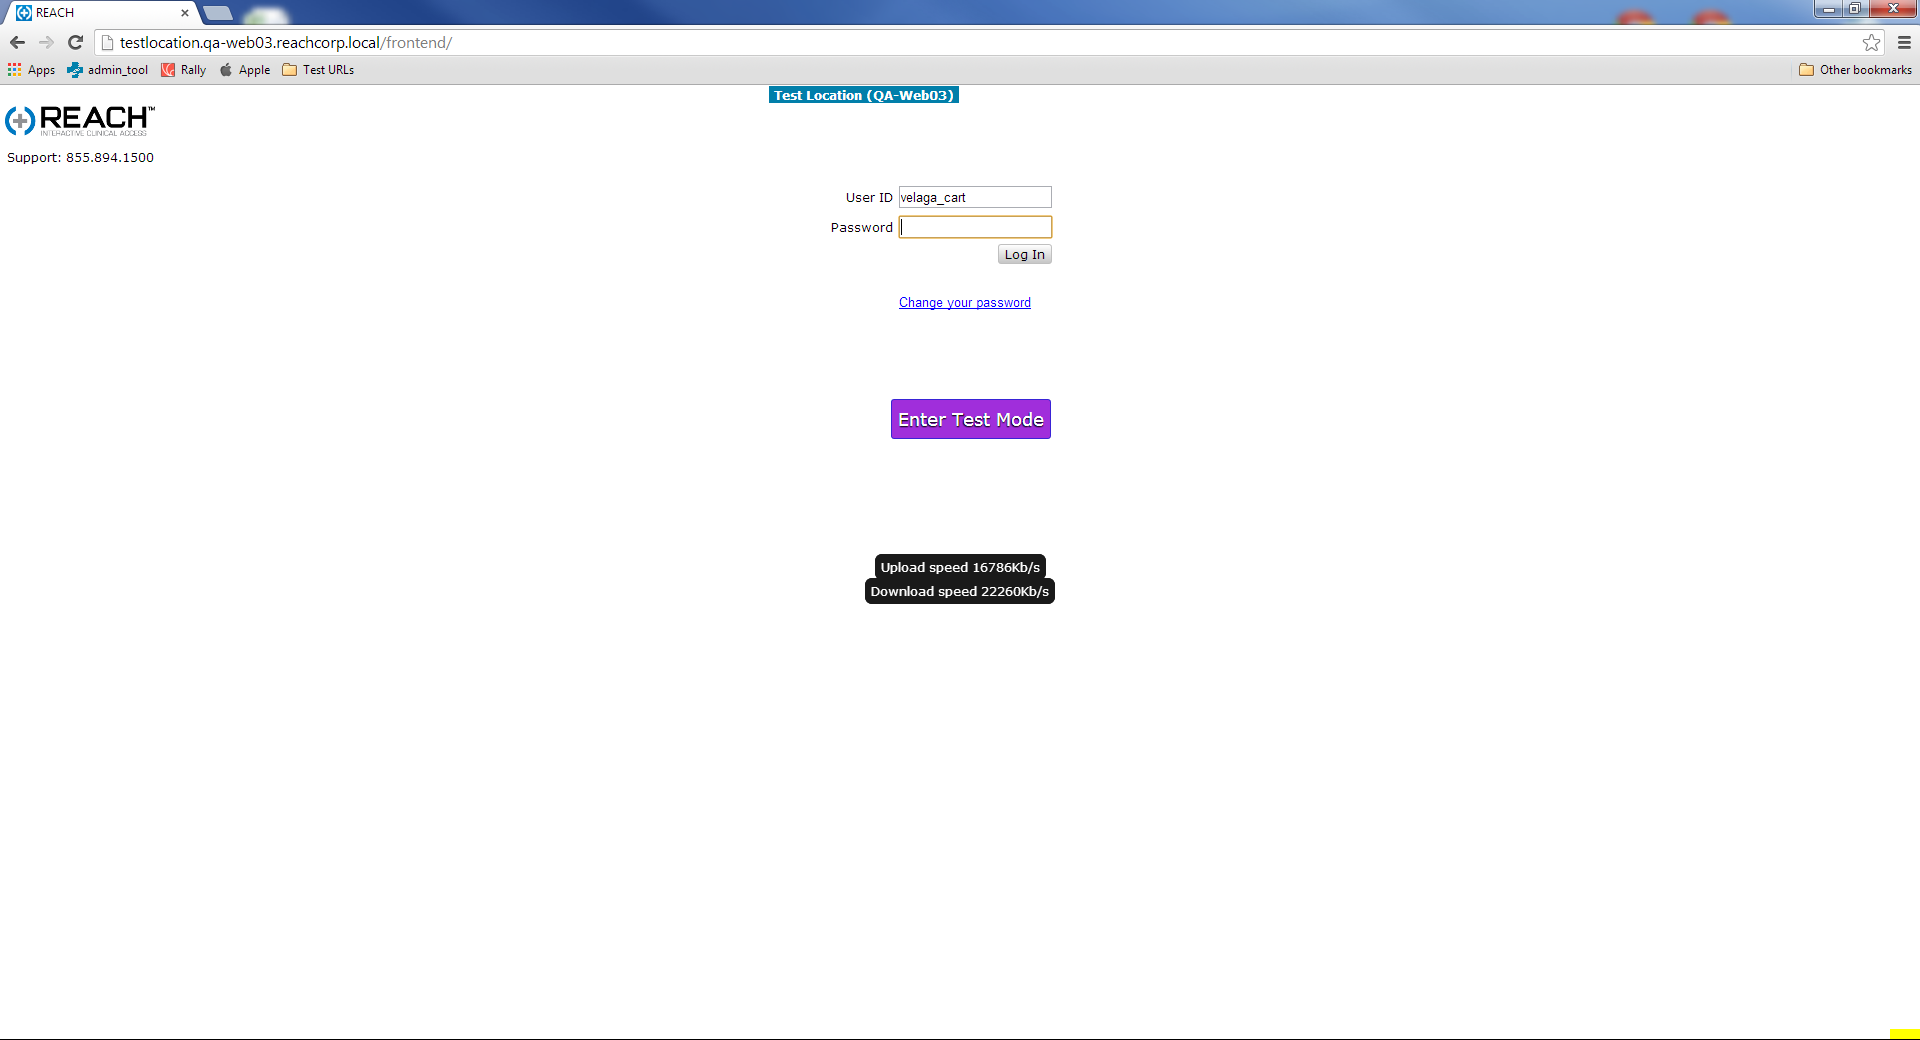 REACH
testlocation.qa-web03.reachcorp.local/frontend/
Apps admin_tool Rally Apple Test URLs Other bookmarks
Test Location (QA-Web03)
REACH™
INTERACTIVE CLINICAL ACCESS
Support: 855.894.1500
User ID velaga_cart
Password
Log In
Change your password
Enter Test Mode
Upload speed 16786Kb/s
Download speed 22260Kb/s